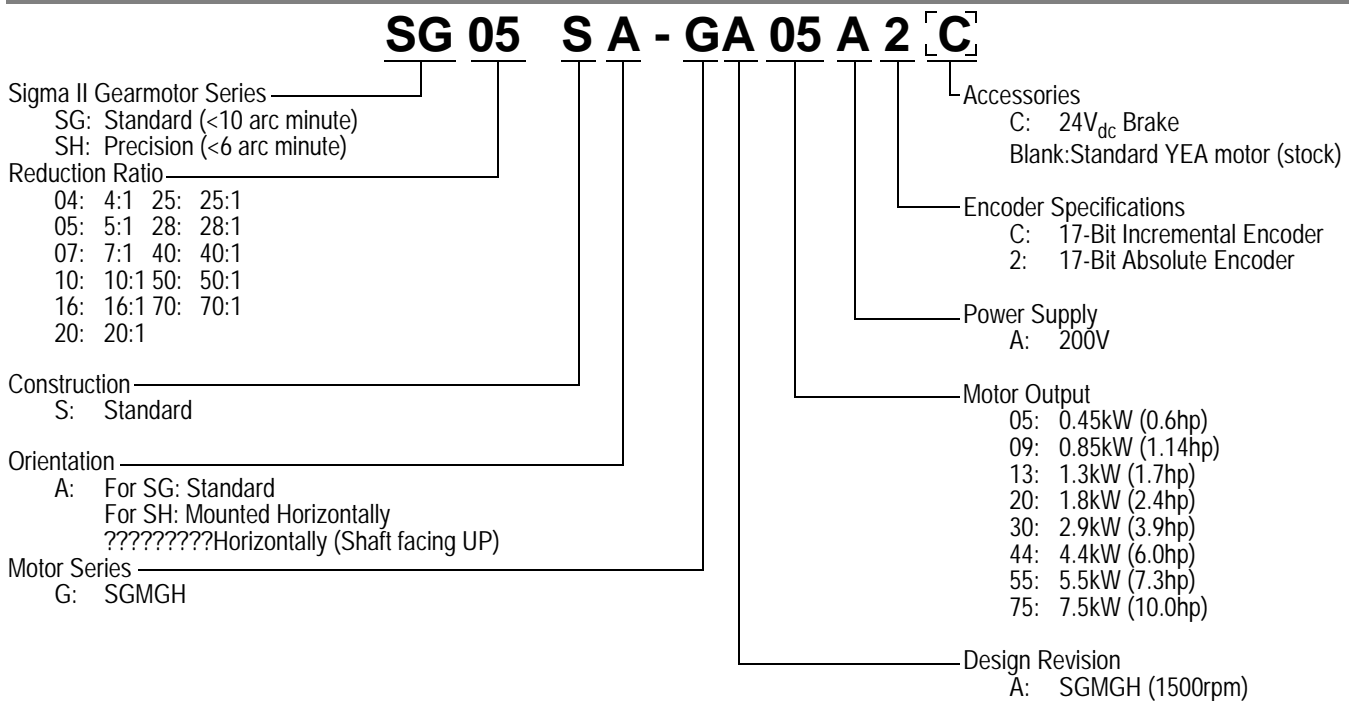 SG 05 S A - G A 05 A 2 C
Sigma II Gearmotor Series
SG: Standard (<10 arc minute)
SH: Precision (<6 arc minute)
Reduction Ratio
04: 4:1 25: 25:1
05: 5:1 28: 28:1
07: 7:1 40: 40:1
10: 10:1 50: 50:1
16: 16:1 70: 70:1
20: 20:1
Construction
S: Standard
Orientation
A: For SG: Standard
For SH: Mounted Horizontally
?????????Horizontally (Shaft facing UP)
Motor Series
G: SGMGH
Accessories
C: 24Vdc Brake
Blank:Standard YEA motor (stock)
Encoder Specifications
C: 17-Bit Incremental Encoder
2: 17-Bit Absolute Encoder
Power Supply
A: 200V
Motor Output
05: 0.45kW (0.6hp)
09: 0.85kW (1.14hp)
13: 1.3kW (1.7hp)
20: 1.8kW (2.4hp)
30: 2.9kW (3.9hp)
44: 4.4kW (6.0hp)
55: 5.5kW (7.3hp)
75: 7.5kW (10.0hp)
Design Revision
A: SGMGH (1500rpm)